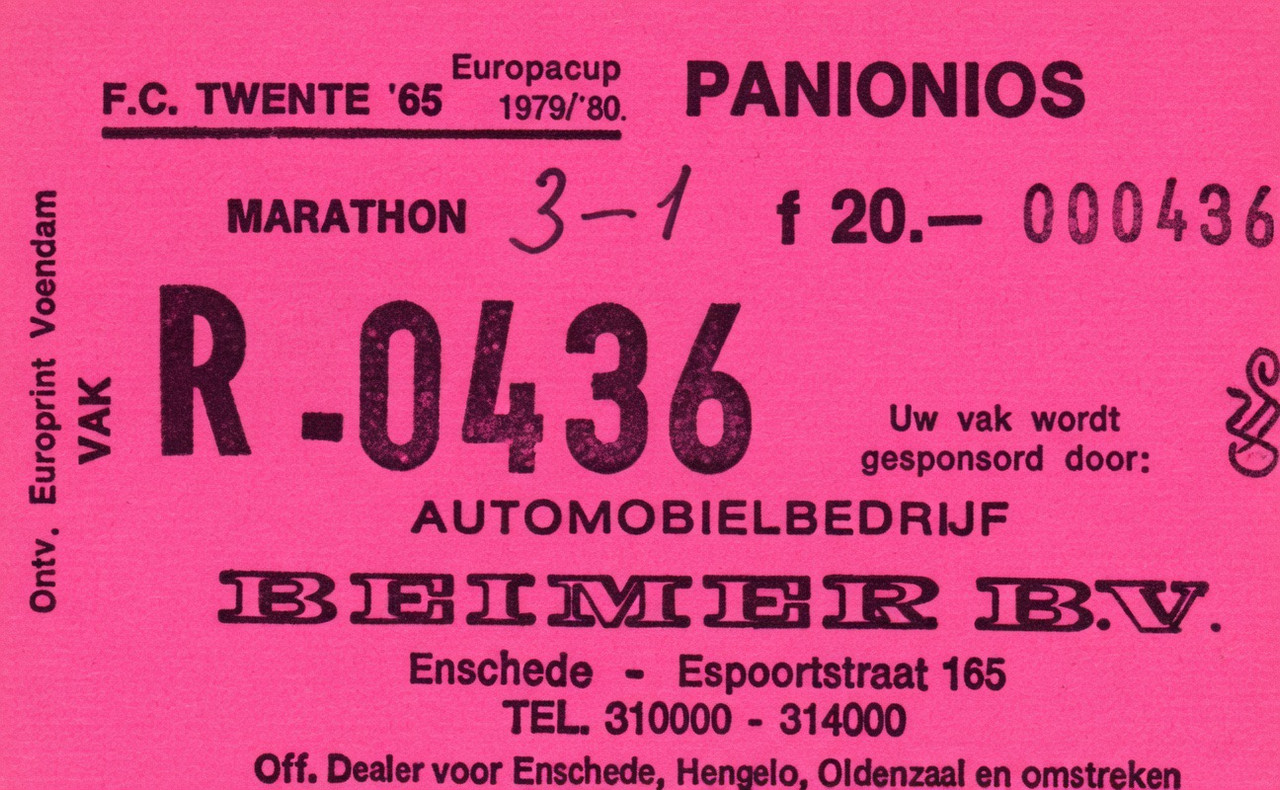 F.C. TWENTE '65 Europacup 1979/'80.
PANIONIOS
MARATHON 3-1 f 20.— 000436
Ontv. Europrint Voendam
VAK
R-0436
Uw vak wordt
gesponsord door:
AUTOMOBIELBEDRIJF
BEIMER B.V.
Enschede - Espoortstraat 165
TEL. 310000 - 314000
Off. Dealer voor Enschede, Hengelo, Oldenzaal en omstreken